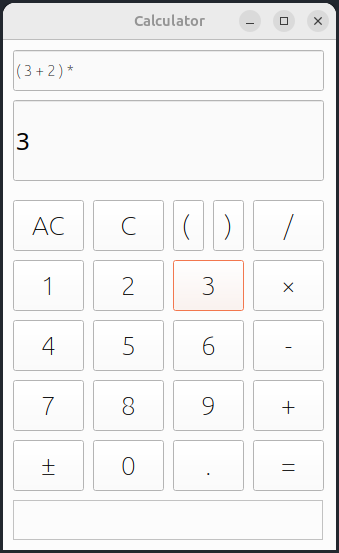 Calculator
(3+2)*
3
AC C ( ) /
1 2 3 ×
4 5 6 -
7 8 9 +
± 0 . =